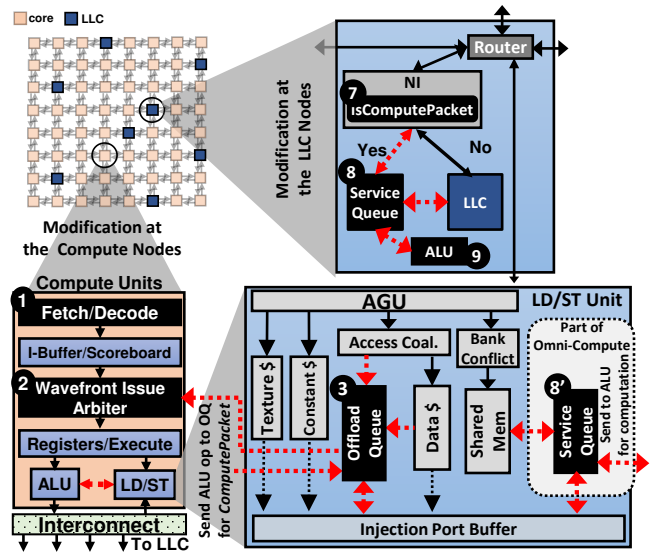 core
LLC
Modification at
the Compute Nodes
Modification at
the LLC Nodes
Router
NI
7
isComputePacket
Yes
No
8
Service
Queue
LLC
ALU
9
Compute Units
1
Fetch/Decode
I-Buffer/Scoreboard
2
Wavefront Issue
Arbiter
Registers/Execute
ALU
LD/ST
Interconnect
To LLC
Send ALU op to OQ
for ComputePacket
AGU
LD/ST Unit
Texture $
Constant $
Access Coal.
3
Offload
Queue
Data $
Bank
Conflict
Shared
Mem
Part of
Omni-Compute
8’
Service
Queue
Send to ALU
for computation
Injection Port Buffer